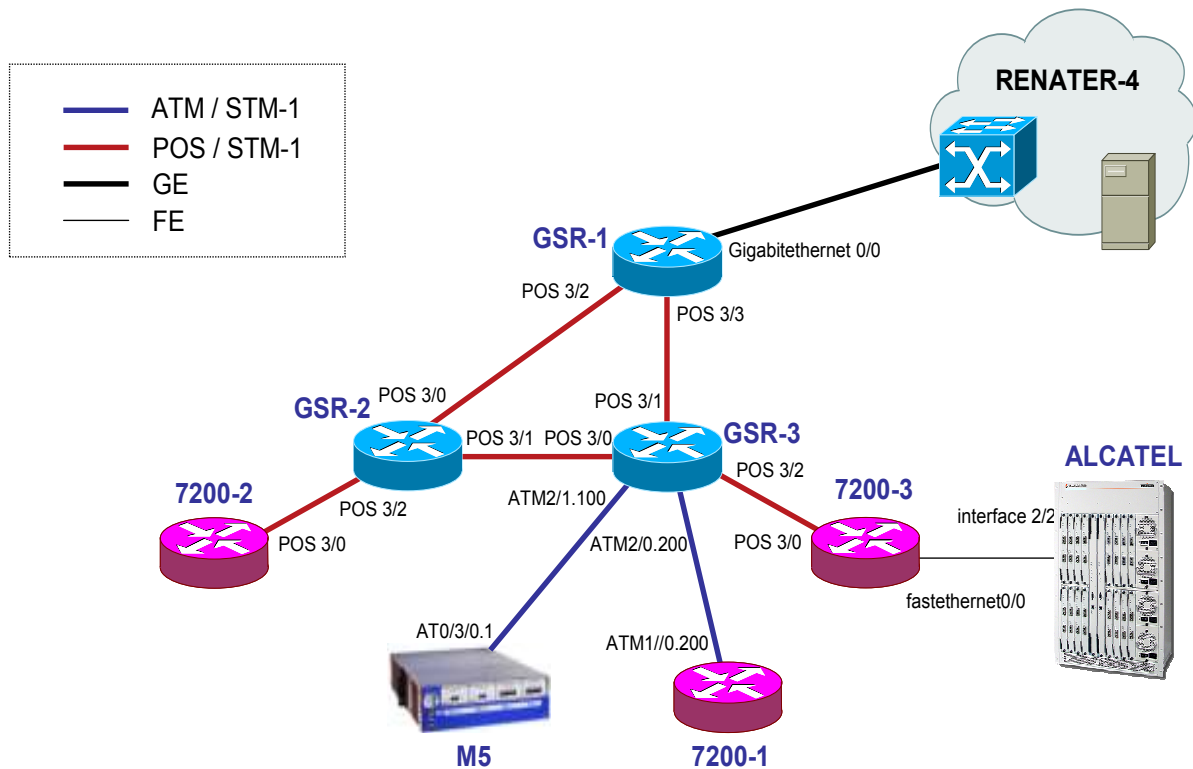 RENATER-4
ATM / STM-1
POS / STM-1
GE
FE
GSR-1
Gigabitethernet 0/0
POS 3/2
POS 3/3
POS 3/0
POS 3/1
GSR-2
GSR-3
POS 3/1
POS 3/0
POS 3/2
ALCATEL
7200-2
7200-3
ATM2/1.100
POS 3/2
interface 2/2
POS 3/0
ATM2/0.200
POS 3/0
fastethernet0/0
AT0/3/0.1
ATM1//0.200
M5
7200-1